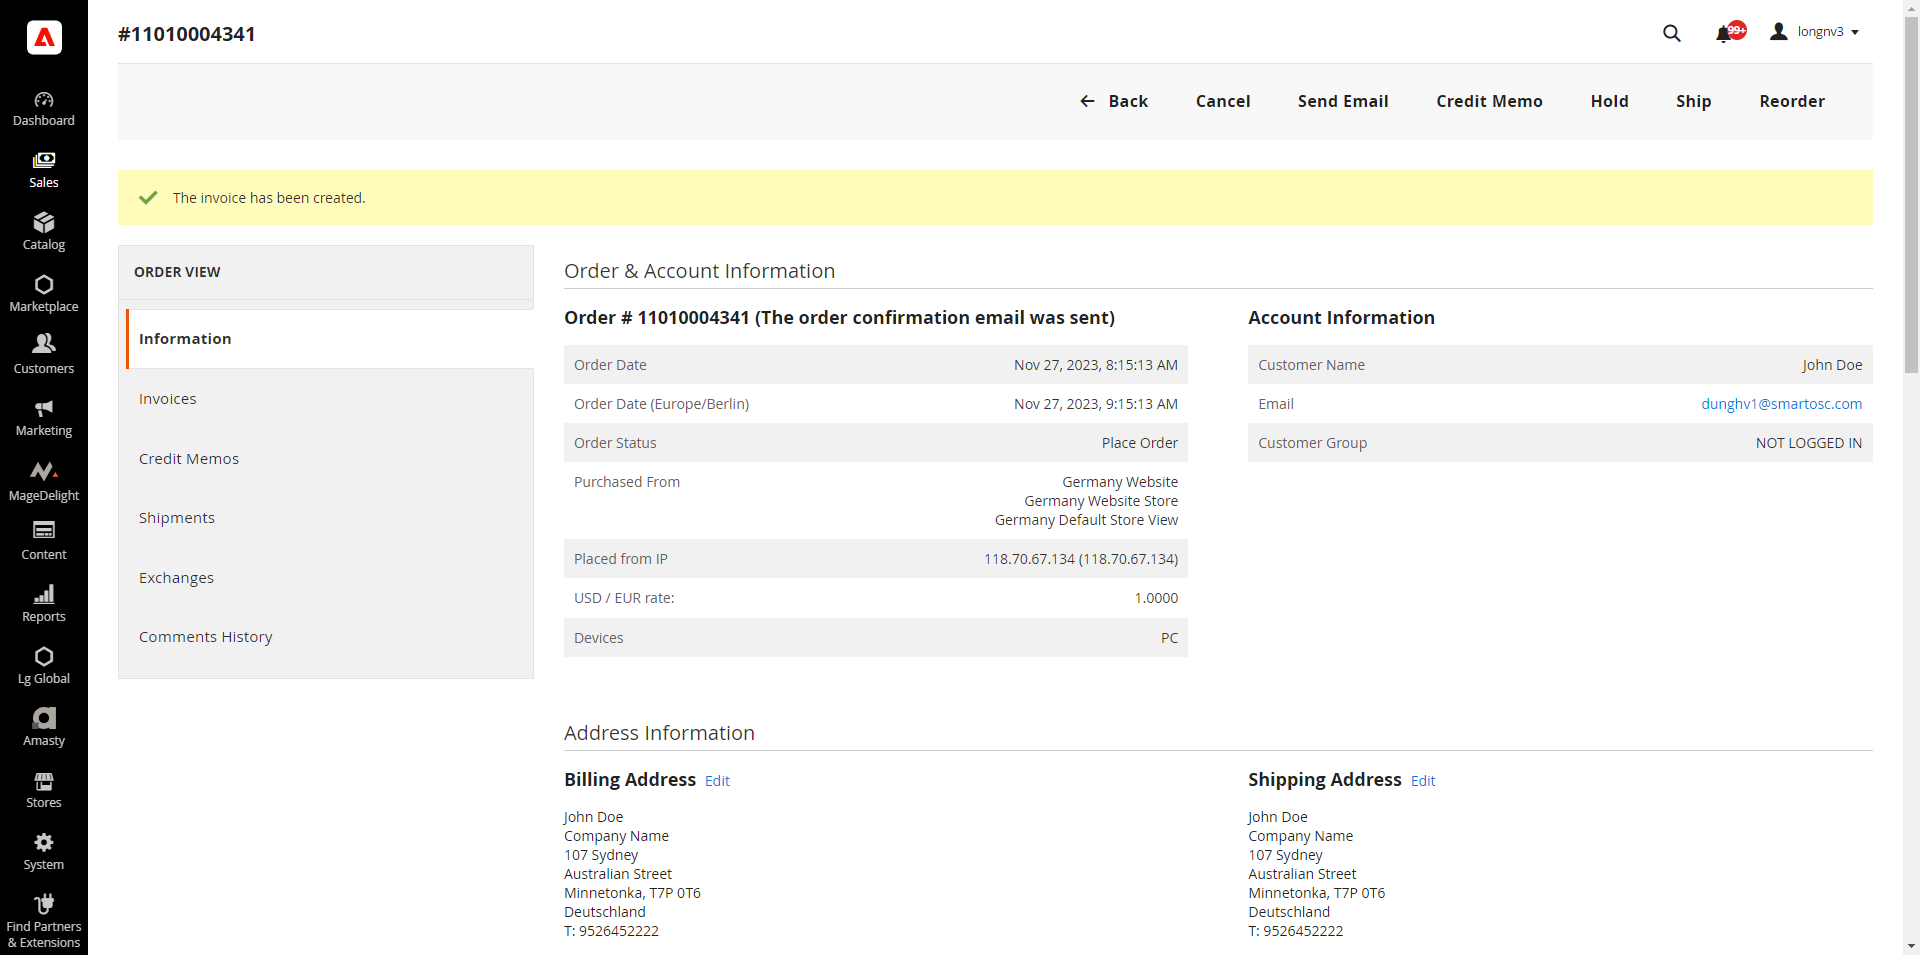 #11010004341
99+
longnv3
Back
Cancel
Send Email
Credit Memo
Hold
Ship
Reorder
Dashboard
Sales
Catalog
Marketplace
Customers
Marketing
MageDelight
Content
Reports
Lg Global
Amasty
Stores
System
Find Partners
& Extensions
The invoice has been created.
ORDER VIEW
Information
Invoices
Credit Memos
Shipments
Exchanges
Comments History
Order & Account Information
Order # 11010004341 (The order confirmation email was sent)
Order Date Nov 27, 2023, 8:15:13 AM
Order Date (Europe/Berlin) Nov 27, 2023, 9:15:13 AM
Order Status Place Order
Purchased From Germany Website
Germany Website Store
Germany Default Store View
Placed from IP 118.70.67.134 (118.70.67.134)
USD / EUR rate: 1.0000
Devices PC
Account Information
Customer Name John Doe
Email dunghv1@smartosc.com
Customer Group NOT LOGGED IN
Address Information
Billing Address Edit
John Doe
Company Name
107 Sydney
Australian Street
Minnetonka, T7P 0T6
Deutschland
T: 9526452222
Shipping Address Edit
John Doe
Company Name
107 Sydney
Australian Street
Minnetonka, T7P 0T6
Deutschland
T: 9526452222